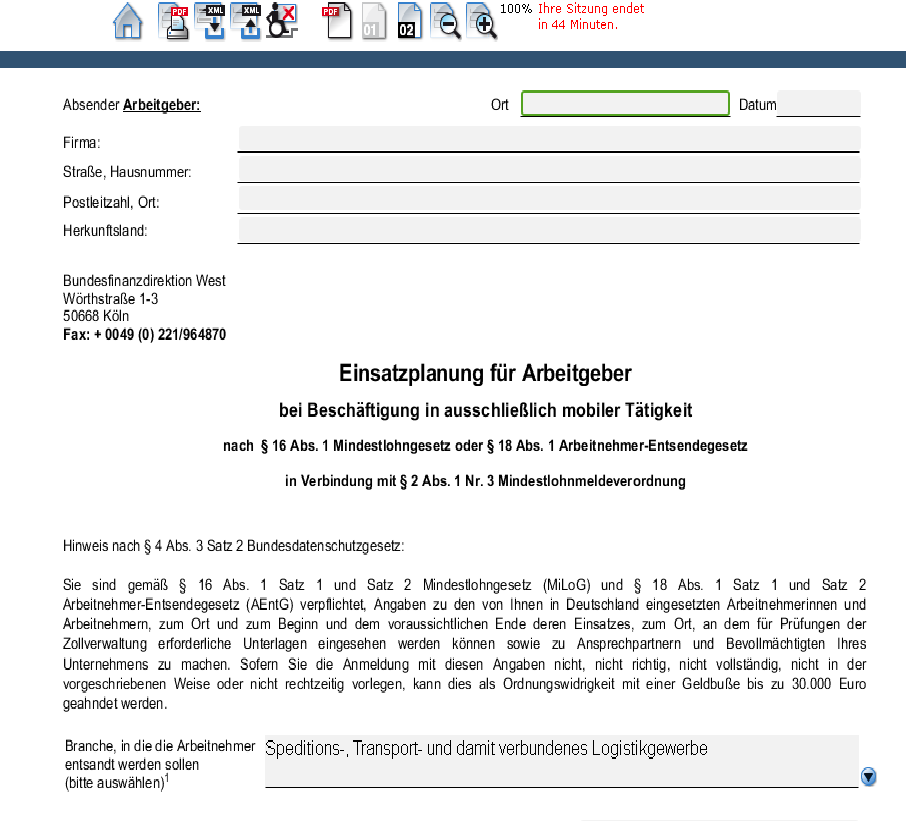 PDF XML XML PDF 01 02 100% Ihre Sitzung endet
in 44 Minuten.
Absender Arbeitgeber: Ort Datum
Firma:
Straße, Hausnummer:
Postleitzahl, Ort:
Herkunftsland:
Bundesfinanzdirektion West
Wörthstraße 1-3
50668 Köln
Fax: + 0049 (0) 221/964870
Einsatzplanung für Arbeitgeber
bei Beschäftigung in ausschließlich mobiler Tätigkeit
nach § 16 Abs. 1 Mindestlohngesetz oder § 18 Abs. 1 Arbeitnehmer-Entsendegesetz
in Verbindung mit § 2 Abs. 1 Nr. 3 Mindestlohnmeldeverordnung
Hinweis nach § 4 Abs. 3 Satz 2 Bundesdatenschutzgesetz:
Sie sind gemäß § 16 Abs. 1 Satz 1 und Satz 2 Mindestlohngesetz (MiLoG) und § 18 Abs. 1 Satz 1 und Satz 2
Arbeitnehmer-Entsendegesetz (AEntG) verpflichtet, Angaben zu den von Ihnen in Deutschland eingesetzten Arbeitnehmerinnen und
Arbeitnehmern, zum Ort und zum Beginn und dem voraussichtlichen Ende deren Einsatzes, zum Ort, an dem für Prüfungen der
Zollverwaltung erforderliche Unterlagen eingesehen werden können sowie zu Ansprechpartnern und Bevollmächtigten Ihres
Unternehmens zu machen. Sofern Sie die Anmeldung mit diesen Angaben nicht, nicht richtig, nicht vollständig, nicht in der
vorgeschriebenen Weise oder nicht rechtzeitig vorlegen, kann dies als Ordnungswidrigkeit mit einer Geldbuße bis zu 30.000 Euro
geahndet werden.
Branche, in die die Arbeitnehmer Speditions-, Transport- und damit verbundenes Logistikgewerbe
entsandt werden sollen
(bitte auswählen)1